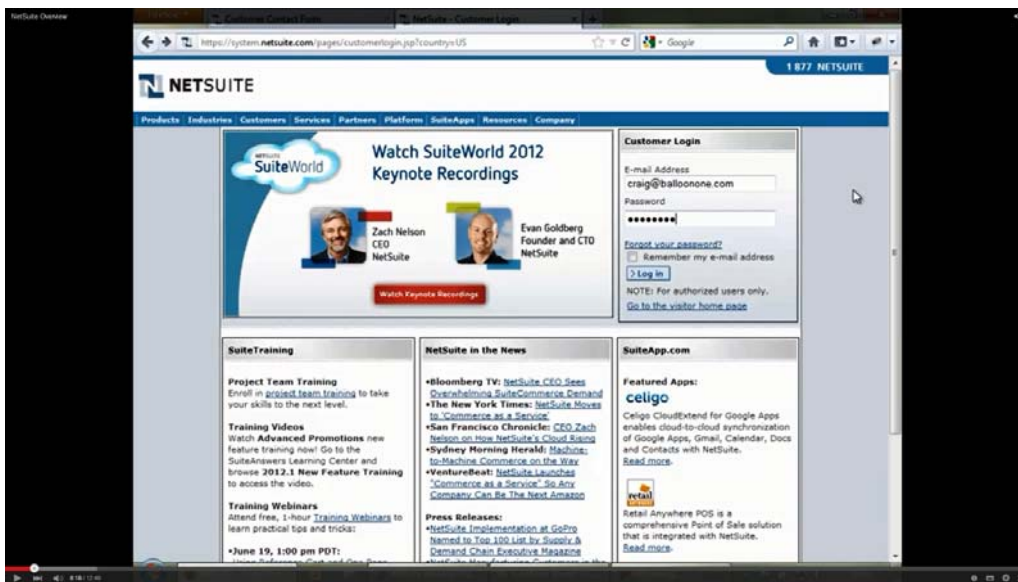 NetSuite Overview
Customer Contact Form
NetSuite - Customer Login
https://system.netsuite.com/pages/customerlogin.jsp?country=US
Google
1 877 NETSUITE
NETSUITE
Products Industries Customers Services Partners Platform SuiteApps Resources Company
NETSUITE
SuiteWorld
Watch SuiteWorld 2012
Keynote Recordings
Zach Nelson
CEO
NetSuite
Evan Goldberg
Founder and CTO
NetSuite
Watch Keynote Recordings
Customer Login
E-mail Address
craig@balloonone.com
Password
Forgot your password?
Remember my e-mail address
Log in
NOTE: For authorized users only.
Go to the visitor home page
SuiteTraining
Project Team Training
Enroll in project team training to take
your skills to the next level.
Training Videos
Watch Advanced Promotions new
feature training now! Go to the
SuiteAnswers Learning Center and
browse 2012.1 New Feature Training
to access the video.
Training Webinars
Attend free, 1-hour Training Webinars to
learn practical tips and tricks:
•June 19, 1:00 pm PDT:
NetSuite in the News
•Bloomberg TV: NetSuite CEO Sees
Overwhelming SuiteCommerce Demand
•The New York Times: NetSuite Moves
to 'Commerce as a Service'
•San Francisco Chronicle: CEO Zach
Nelson on How NetSuite's Cloud Rising
•Sydney Morning Herald: Machine-
to-Machine Commerce on the Way
•VentureBeat: NetSuite Launches
"Commerce as a Service" So Any
Company Can Be The Next Amazon
Press Releases:
•NetSuite Implementation at GoPro
Named to Top 100 List by Supply &
Demand Chain Executive Magazine
SuiteApp.com
Featured Apps:
celigo
Celigo CloudExtend for Google Apps
enables cloud-to-cloud synchronization
of Google Apps, Gmail, Calendar, Docs
and Contacts with NetSuite.
Read more.
retail
Retail Anywhere POS is a
comprehensive Point of Sale solution
that is integrated with NetSuite.
Read more.